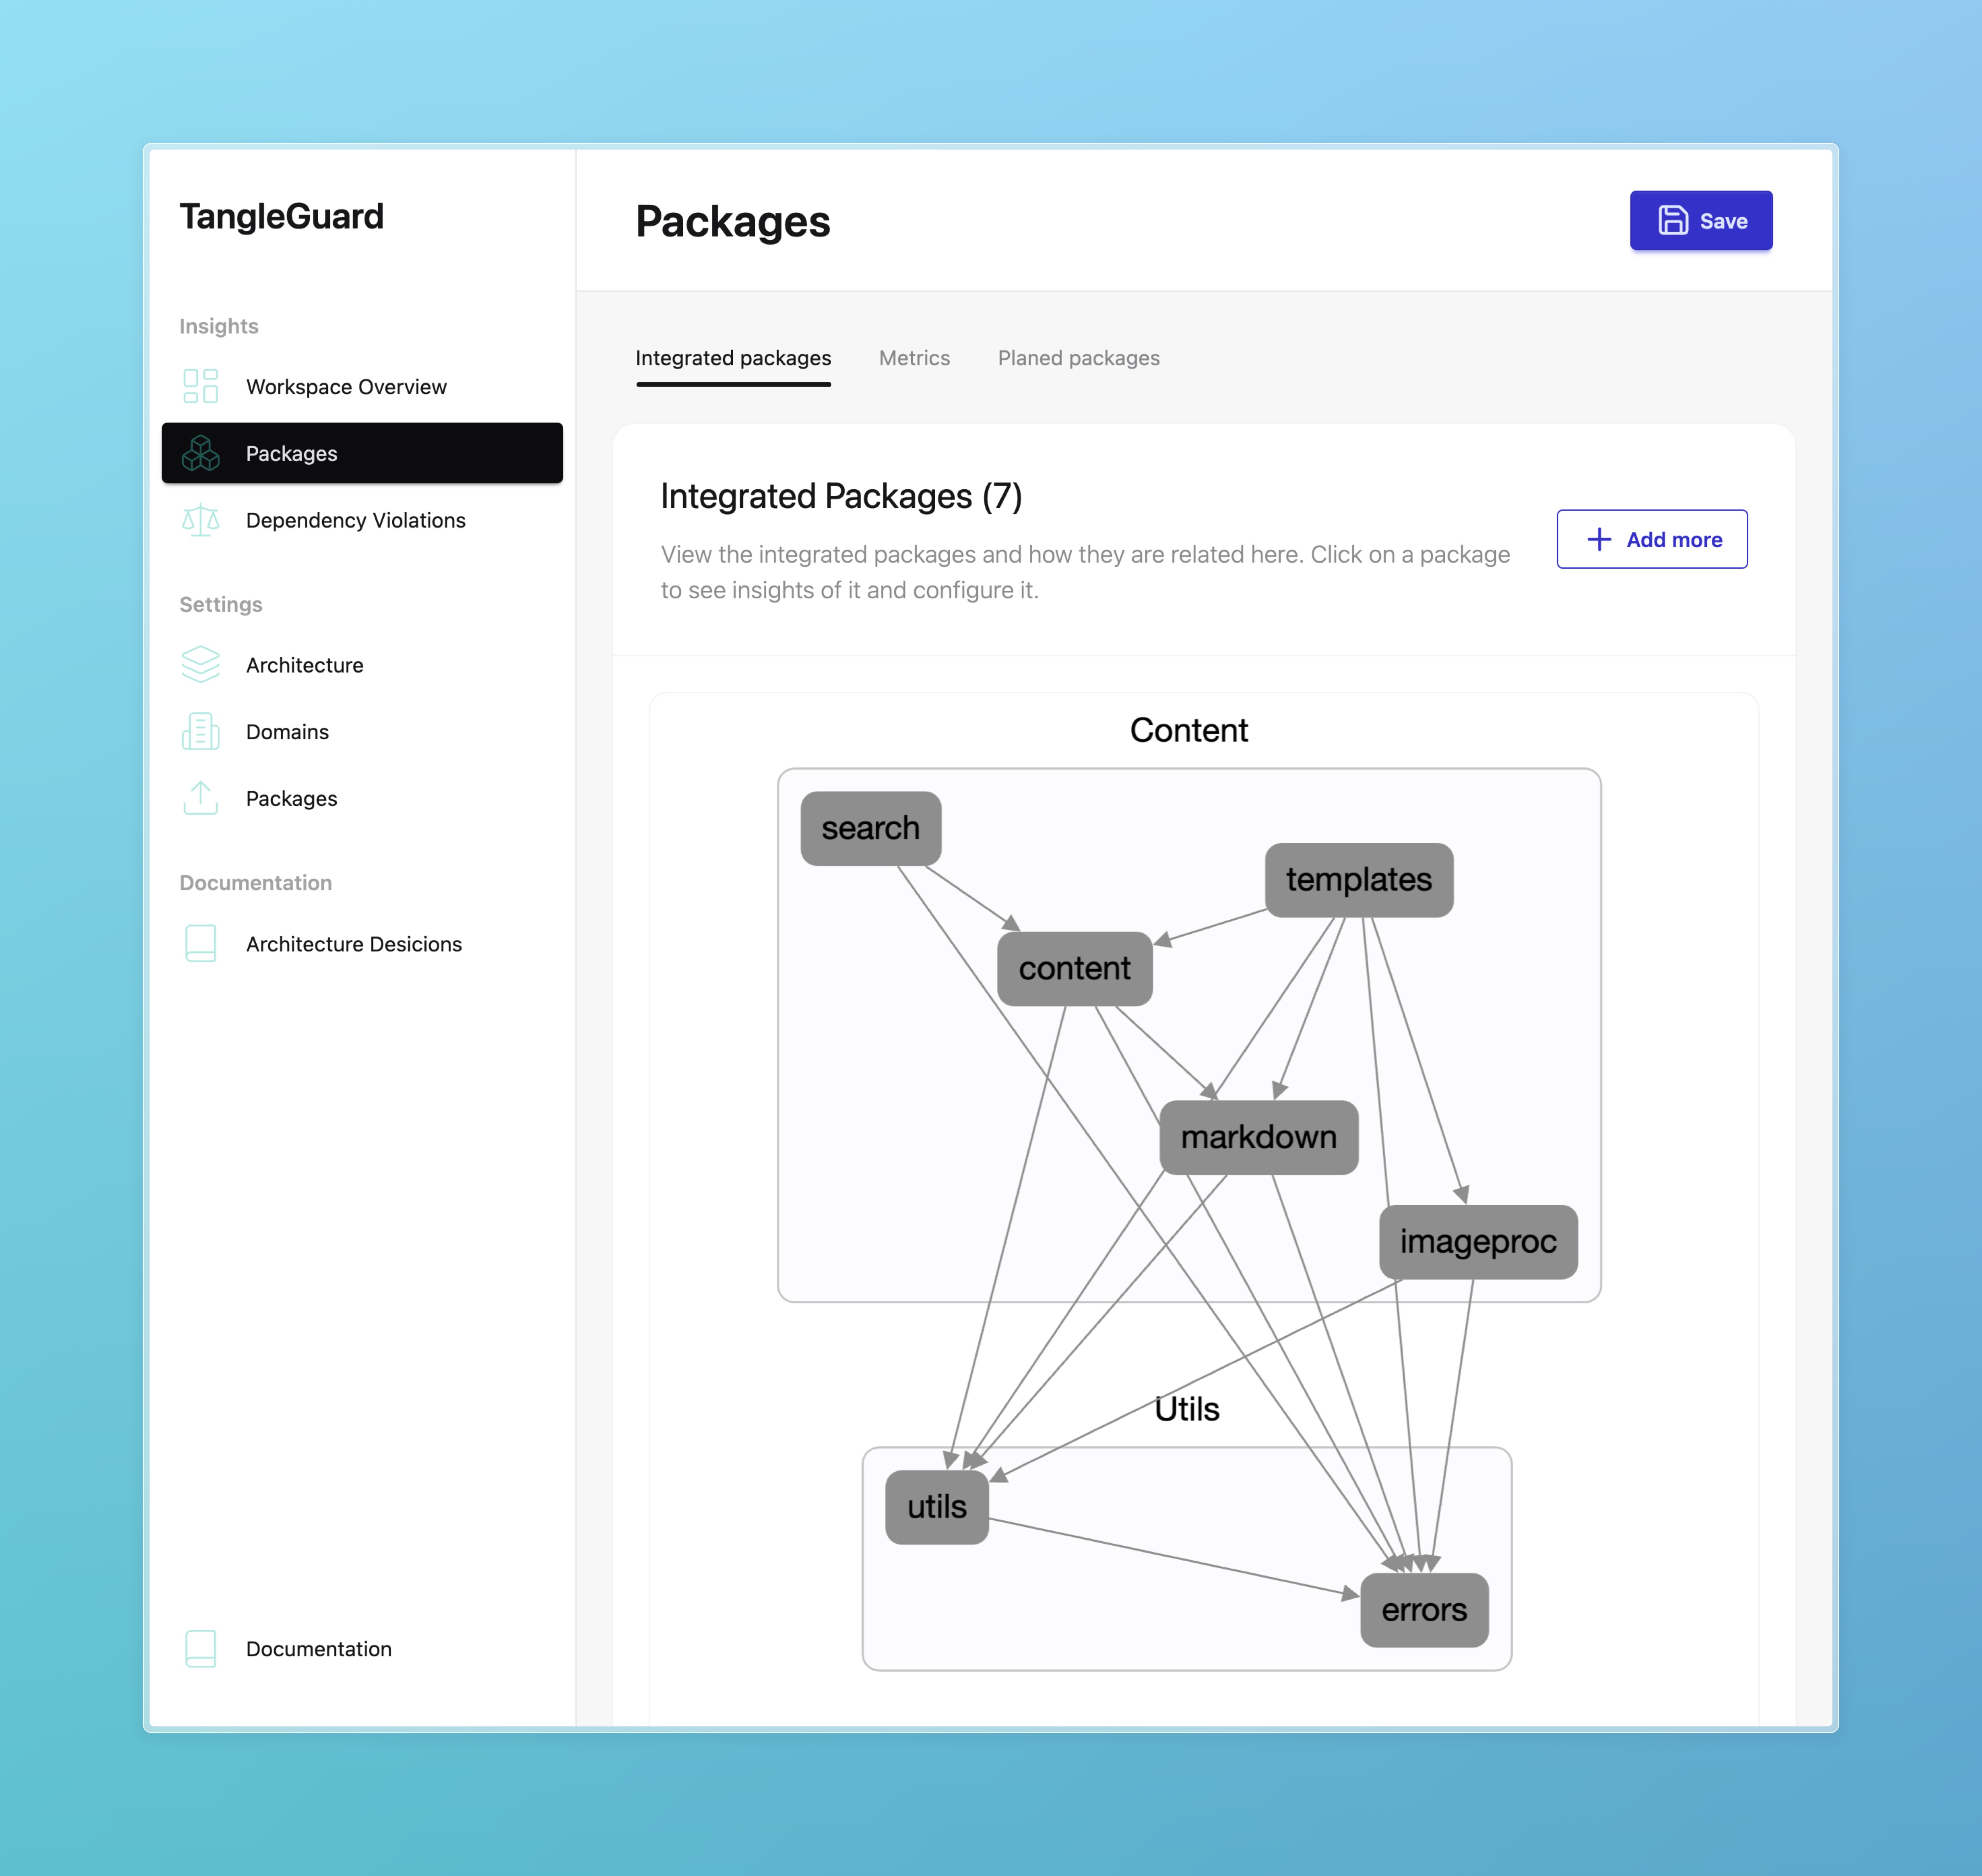 TangleGuard
Insights
Workspace Overview
Packages
Dependency Violations
Settings
Architecture
Domains
Packages
Documentation
Architecture Desicions
Documentation
Packages
Save
Integrated packages
Metrics
Planed packages
Integrated Packages (7)
View the integrated packages and how they are related here. Click on a package
to see insights of it and configure it.
Add more
Content
search
templates
content
markdown
imageproc
Utils
utils
errors